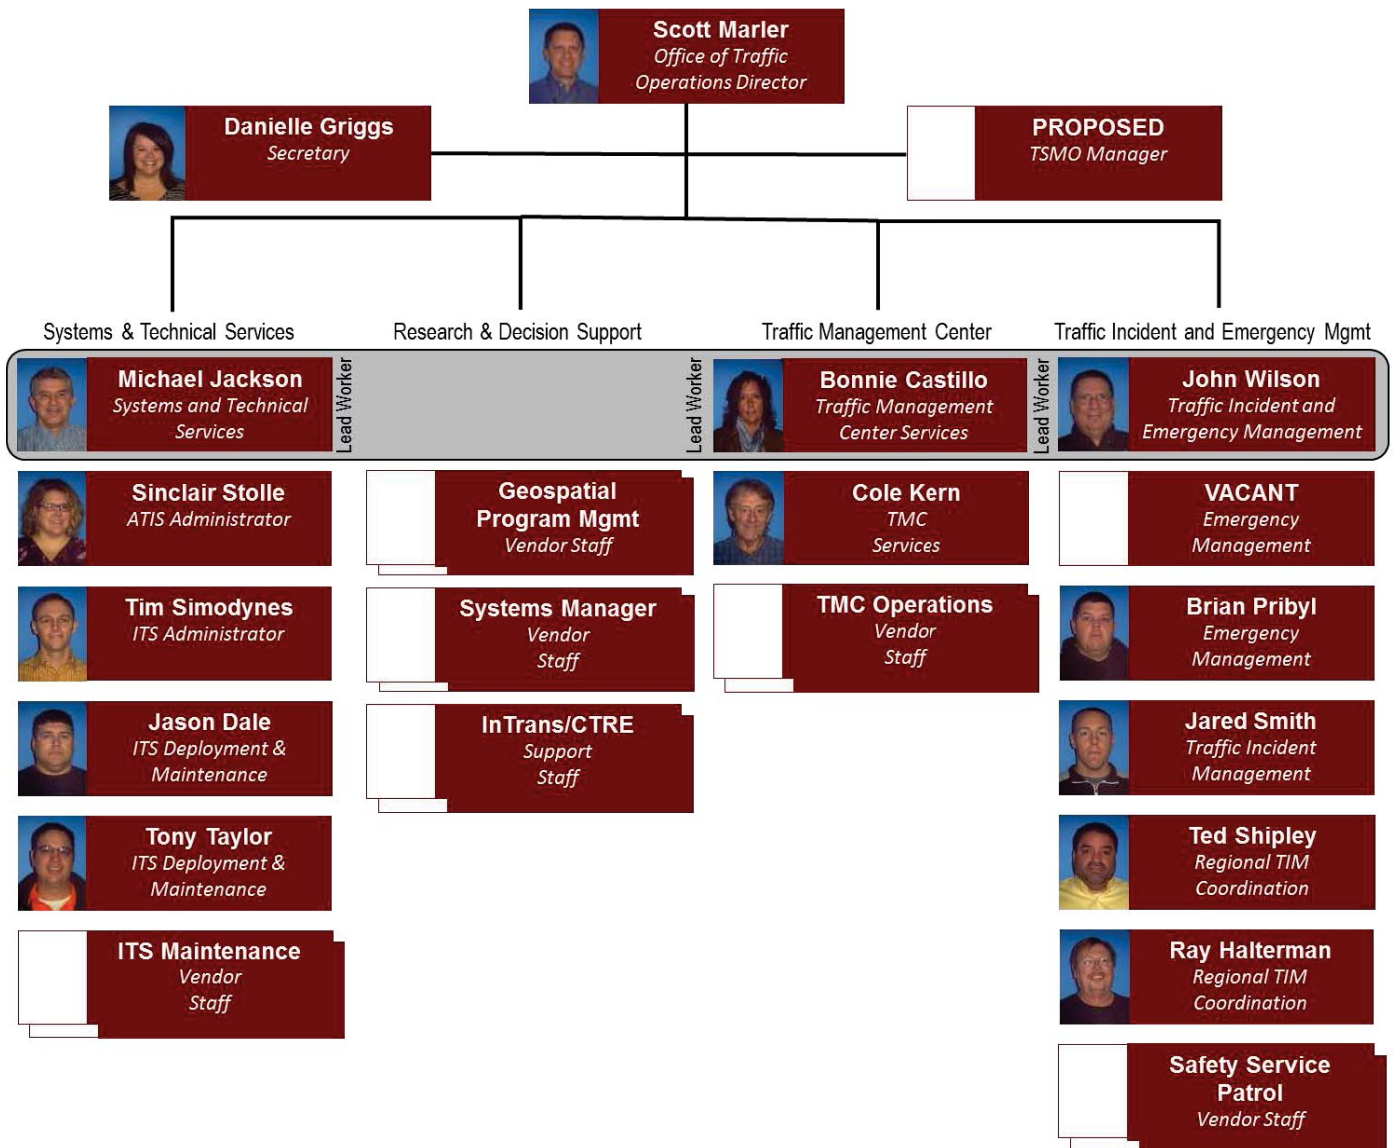 Scott Marler
Office of Traffic
Operations Director
Danielle Griggs
Secretary
PROPOSED
TSMO Manager
Systems & Technical Services
Research & Decision Support
Traffic Management Center
Traffic Incident and Emergency Mgmt
Michael Jackson
Systems and Technical
Services
Lead Worker
Lead Worker
Bonnie Castillo
Traffic Management
Center Services
Lead Worker
John Wilson
Traffic Incident and
Emergency Management
Sinclair Stolle
ATIS Administrator
Tim Simodynes
ITS Administrator
Jason Dale
ITS Deployment &
Maintenance
Tony Taylor
ITS Deployment &
Maintenance
ITS Maintenance
Vendor
Staff
Geospatial
Program Mgmt
Vendor Staff
Systems Manager
Vendor
Staff
InTrans/CTRE
Support
Staff
Cole Kern
TMC
Services
TMC Operations
Vendor
Staff
VACANT
Emergency
Management
Brian Pribyl
Emergency
Management
Jared Smith
Traffic Incident
Management
Ted Shipley
Regional TIM
Coordination
Ray Halterman
Regional TIM
Coordination
Safety Service
Patrol
Vendor Staff